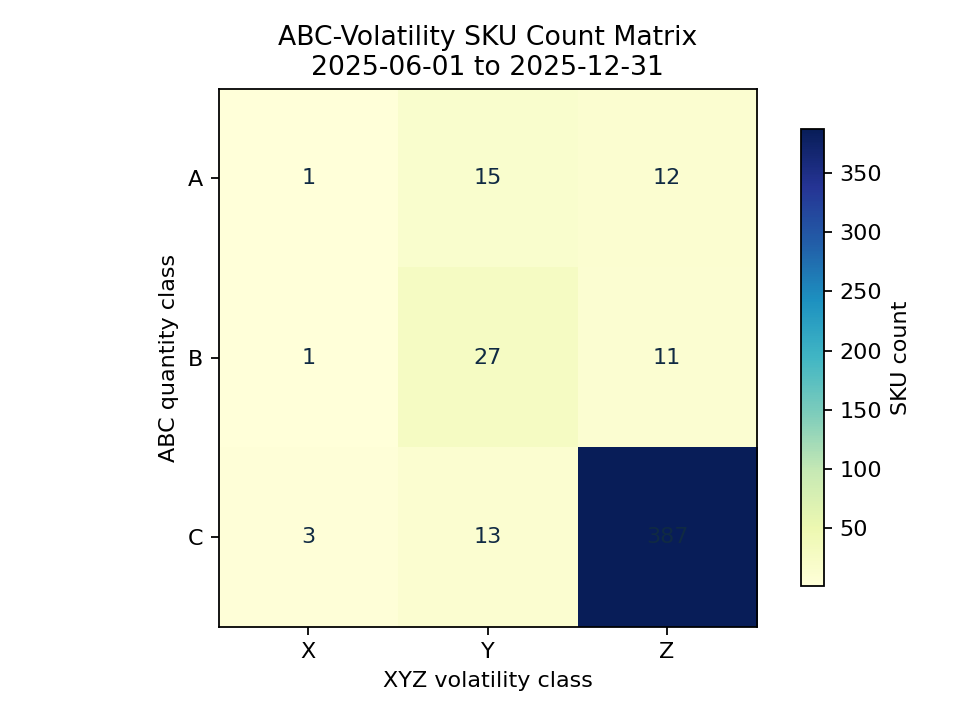 ABC-Volatility SKU Count Matrix
2025-06-01 to 2025-12-31
A
1
15
12
B
1
27
11
C
3
13
387
X
Y
Z
XYZ volatility class
ABC quantity class
350
300
250
200
150
100
50
SKU count